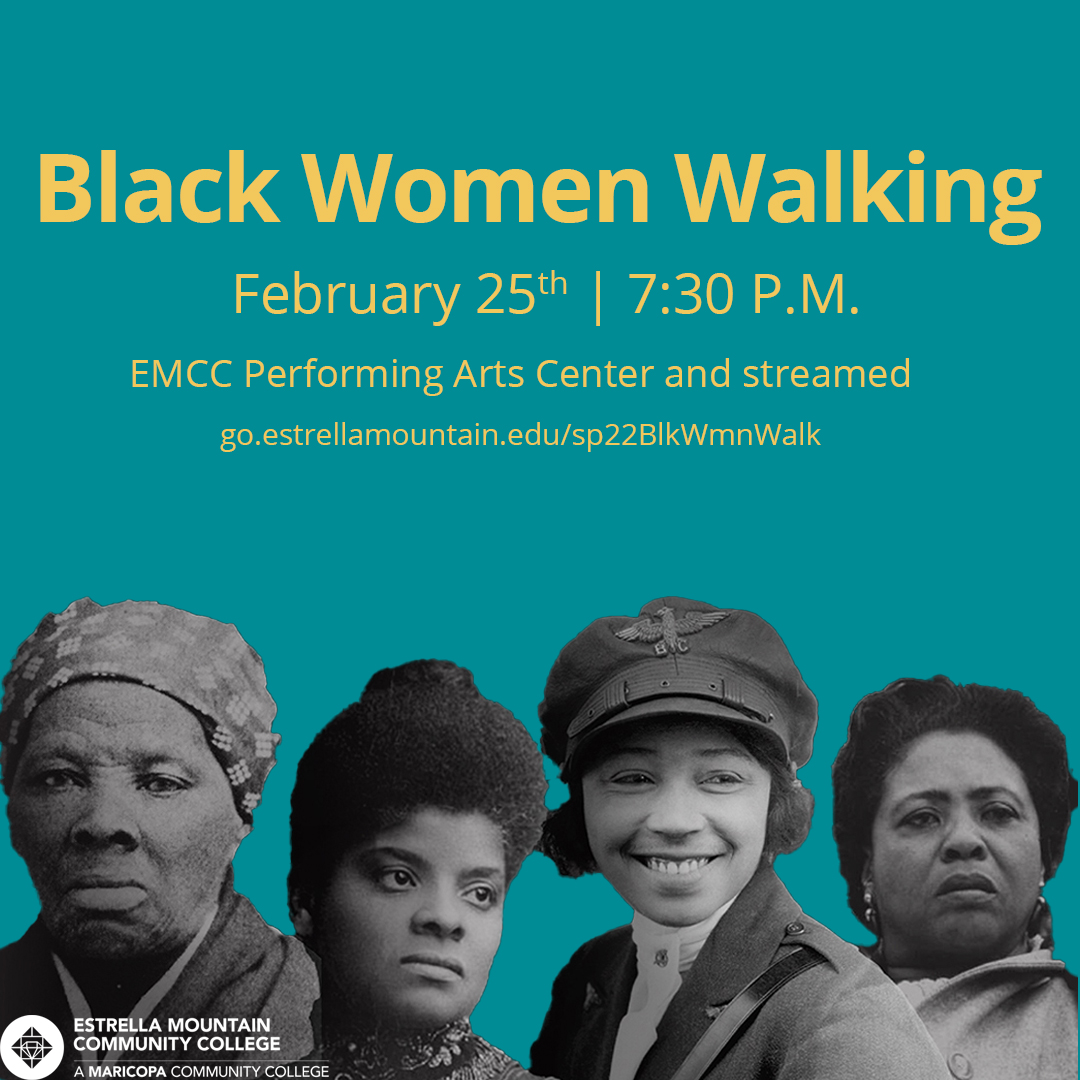 Black Women Walking
February 25th | 7:30 P.M.
EMCC Performing Arts Center and streamed
go.estrellamountain.edu/sp22BlkWmnWalk
B C
ESTRELLA MOUNTAIN
COMMUNITY COLLEGE
A MARICOPA COMMUNITY COLLEGE